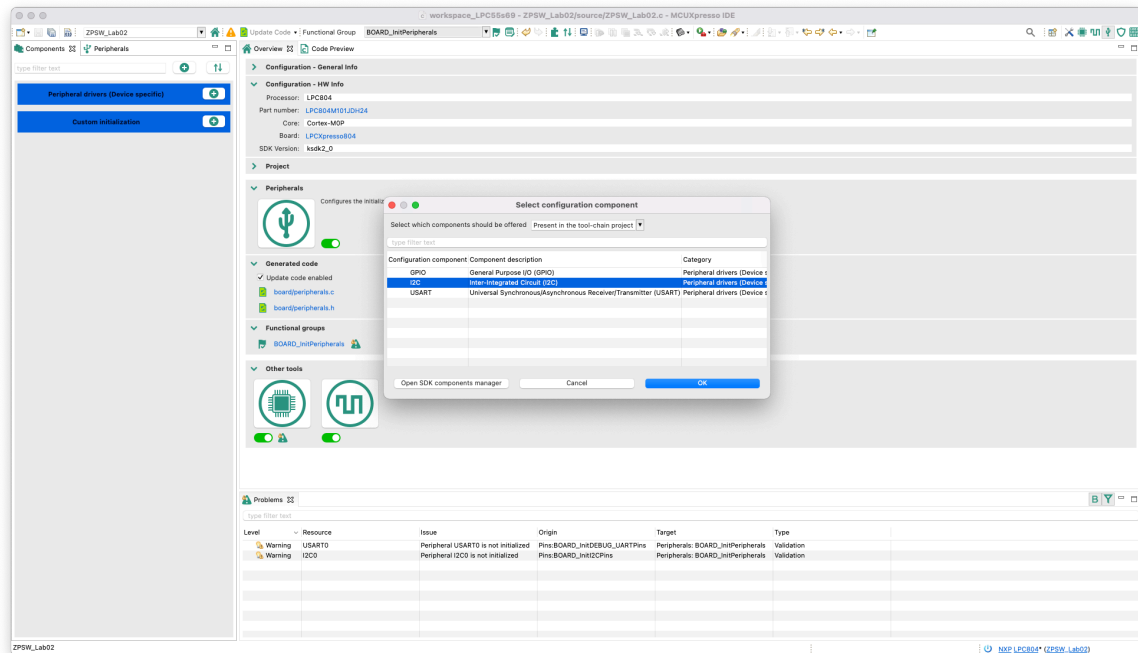 workspace_LPC55s69 - ZPSW_Lab02/source/ZPSW_Lab02.c - MCUXpresso IDE
ZPSW_Lab02
Update Code
Functional Group
BOARD_InitPeripherals
Components
Peripherals
Overview
Code Preview
type filter text
Peripheral drivers (Device specific)
Custom initialization
Configuration - General Info
Configuration - HW Info
Processor: LPC804
Part number: LPC804M101JDH24
Core: Cortex-M0P
Board: LPCXpresso804
SDK Version: ksdk2_0
Project
Peripherals
Configures the initializ
Generated code
Update code enabled
board/peripherals.c
board/peripherals.h
Functional groups
BOARD_InitPeripherals
Other tools
Select configuration component
Select which components should be offered Present in the tool-chain project
type filter text
Configuration component Component description Category
GPIO General Purpose I/O (GPIO) Peripheral drivers (Device s
I2C Inter-Integrated Circuit (I2C) Peripheral drivers (Device s
USART Universal Synchronous/Asynchronous Receiver/Transmitter (USART) Peripheral drivers (Device s
Open SDK components manager
Cancel
OK
Problems
B
type filter text
Level Resource Issue Origin Target Type
Warning USART0 Peripheral USART0 is not initialized Pins:BOARD_InitDEBUG_UARTPins Peripherals: BOARD_InitPeripherals Validation
Warning I2C0 Peripheral I2C0 is not initialized Pins:BOARD_InitI2CPins Peripherals: BOARD_InitPeripherals Validation
ZPSW_Lab02
NXP LPC804* (ZPSW_Lab02)